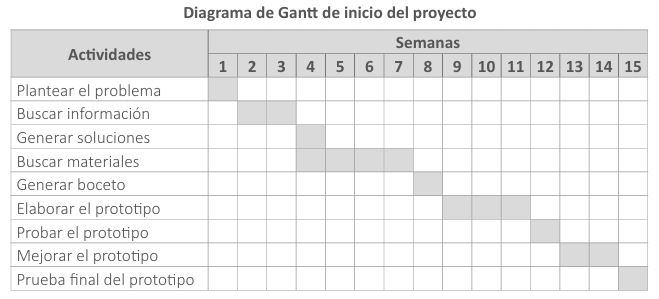 Diagrama de Gantt de inicio del proyecto
Actividades
Semanas
1 2 3 4 5 6 7 8 9 10 11 12 13 14 15
Plantear el problema
Buscar información
Generar soluciones
Buscar materiales
Generar boceto
Elaborar el prototipo
Probar el prototipo
Mejorar el prototipo
Prueba final del prototipo